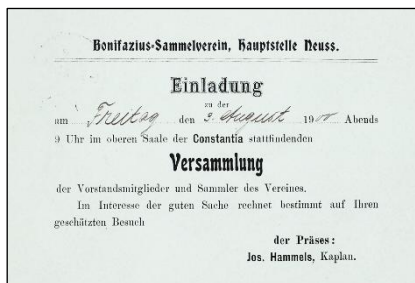 Bonifazius-Sammelverein, Hauptstelle Neuss.
Einladung
zu der
am Freitag den 3. August 1900 Abends
9 Uhr im oberen Saale der Constantia stattfindenden
Versammlung
der Vorstandsmitglieder und Sammler des Vereines.
Im Interesse der guten Sache rechnet bestimmt auf Ihren
geschätzten Besuch
der Präses:
Jos. Hammels, Kaplan.